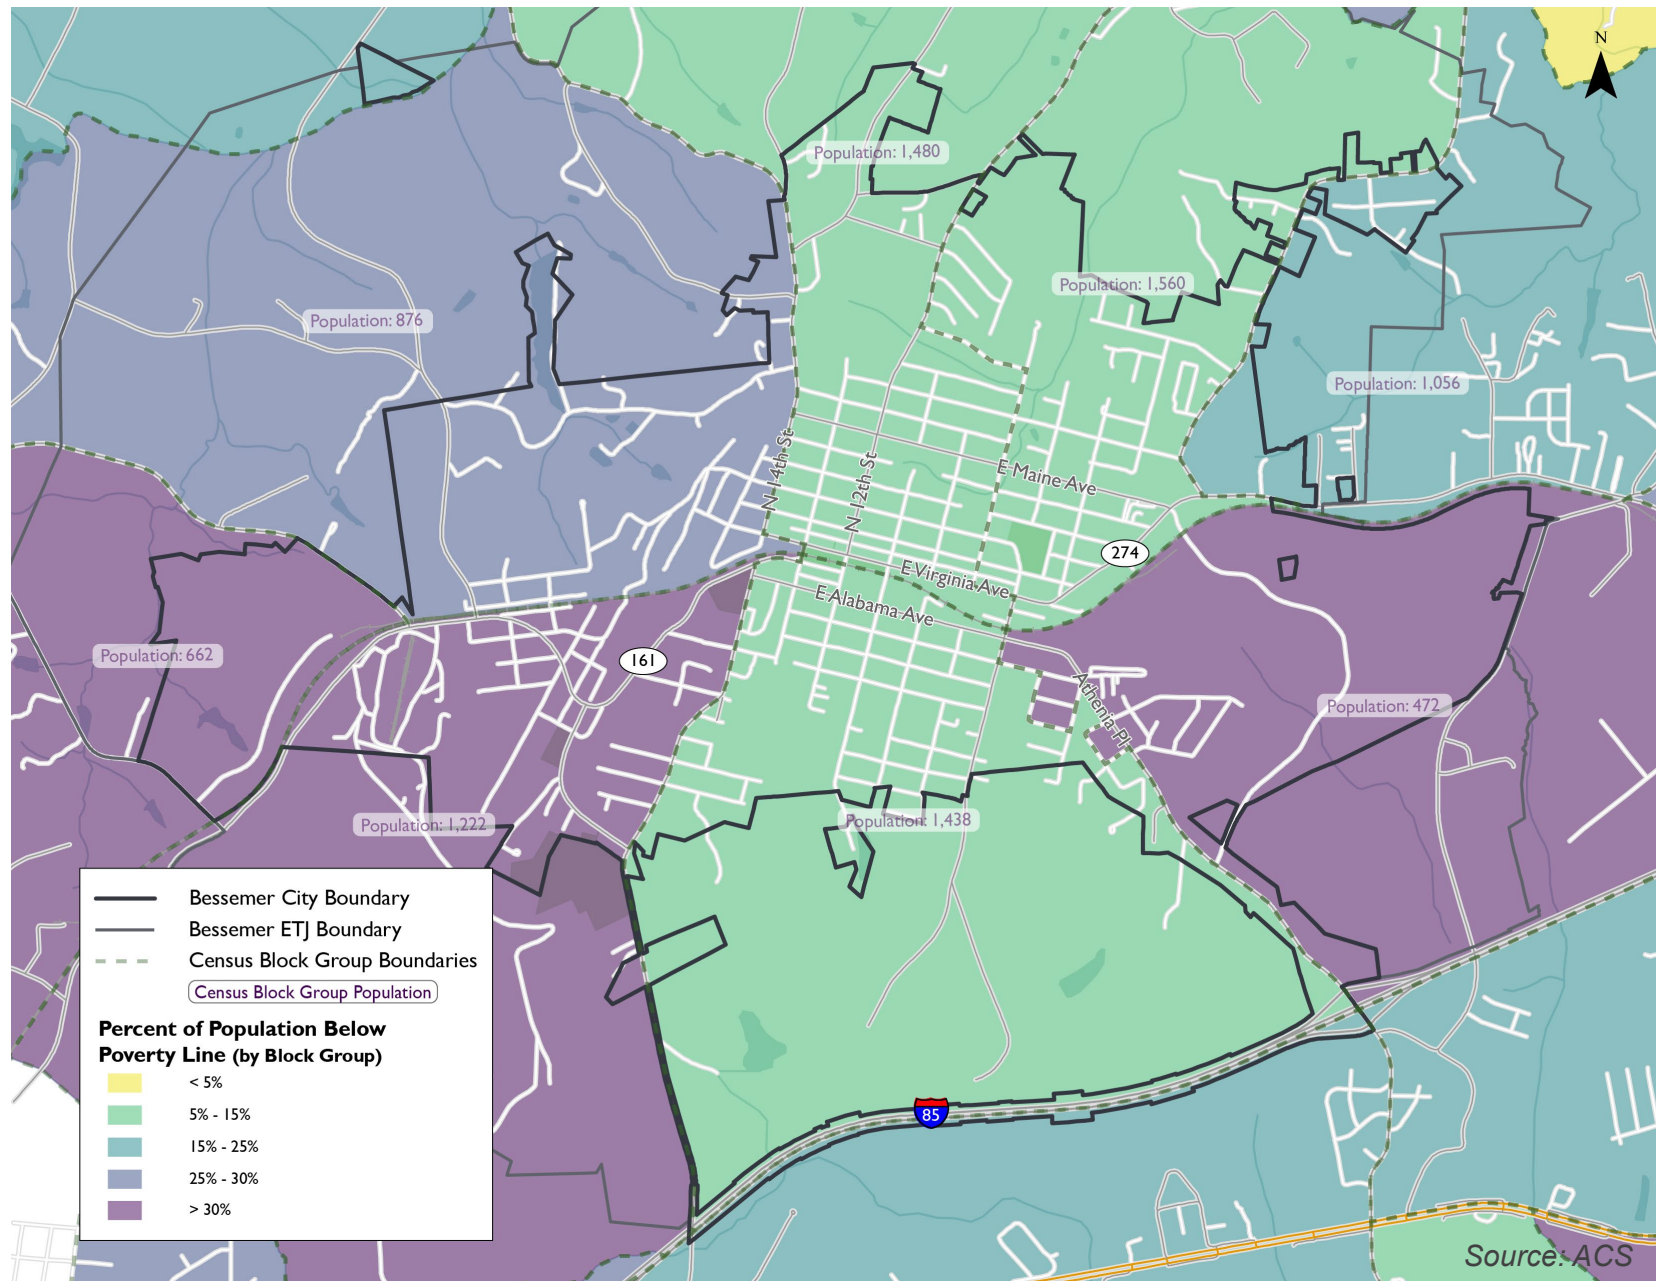 N
Population: 1,480
Population: 1,560
Population: 876
Population: 1,056
N 14th St
N 12th St
E Maine Ave
274
E Virginia Ave
E Alabama Ave
Population: 662
161
Athenia Pl
Population: 472
Population: 1,222
Population: 1,438
Bessemer City Boundary
Bessemer ETJ Boundary
Census Block Group Boundaries
Census Block Group Population
Percent of Population Below
Poverty Line (by Block Group)
< 5%
5% - 15%
15% - 25%
25% - 30%
> 30%
85
Source: ACS